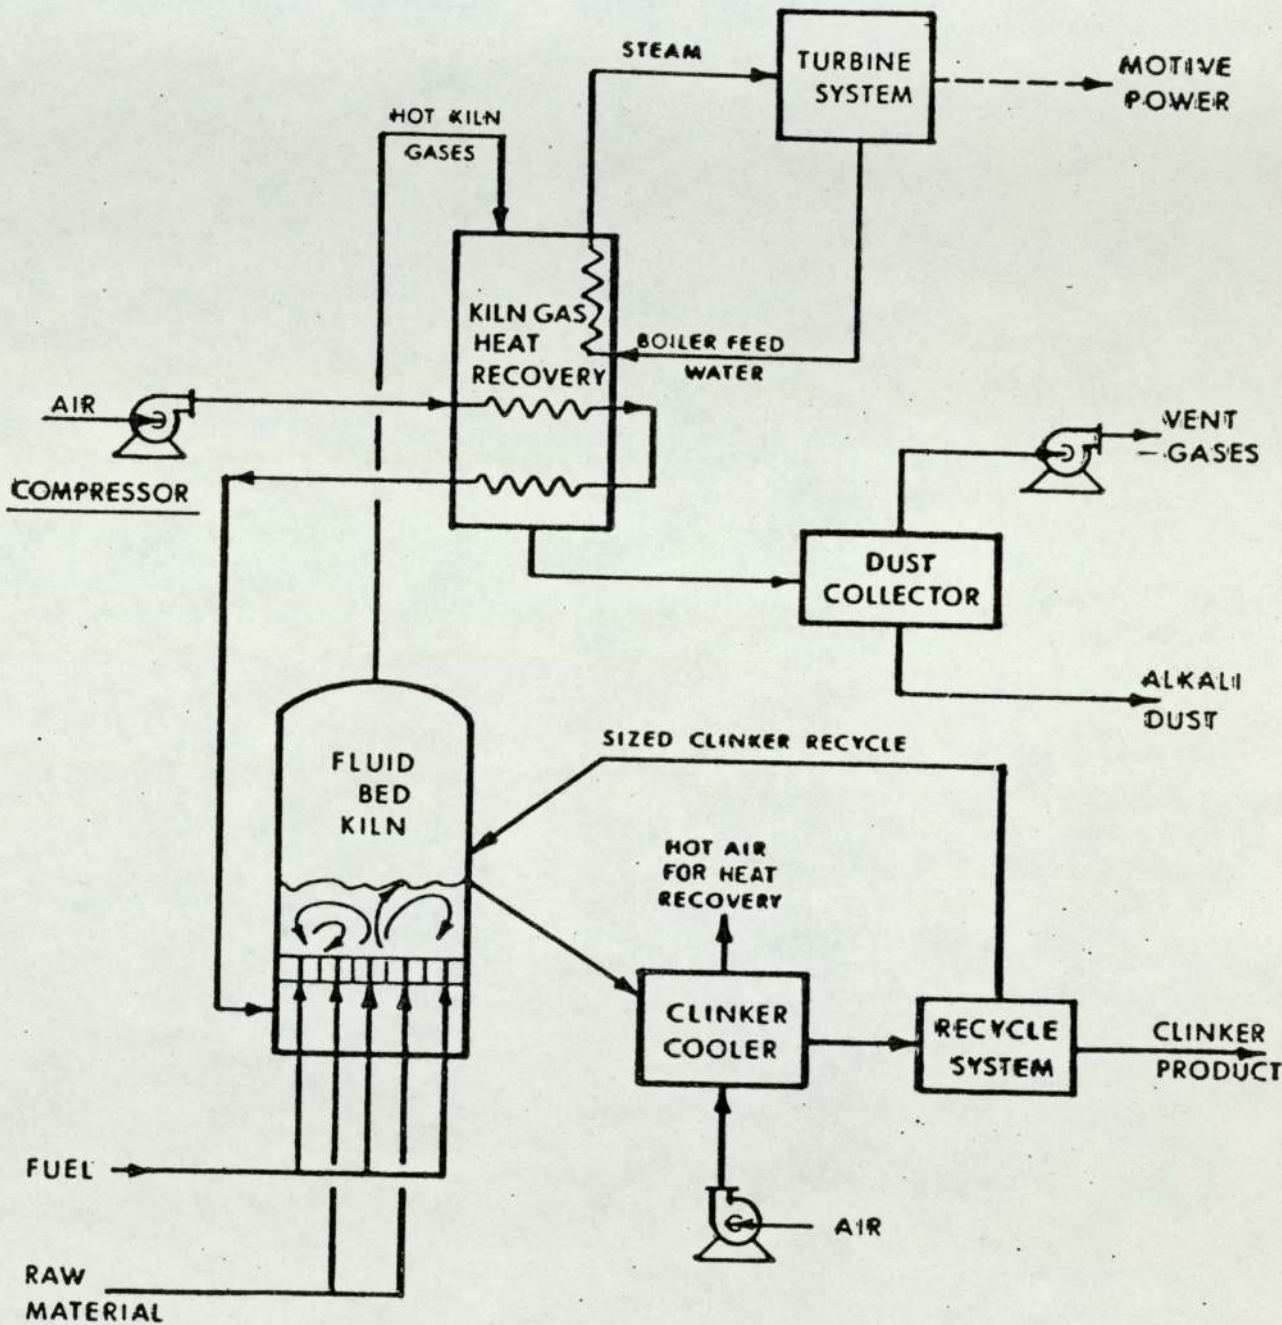 STEAM
TURBINE
SYSTEM
MOTIVE
POWER
HOT KILN
GASES
KILN GAS
HEAT
RECOVERY
BOILER FEED
WATER
AIR
COMPRESSOR
VENT
GASES
DUST
COLLECTOR
ALKALI
DUST
SIZED CLINKER RECYCLE
FLUID
BED
KILN
HOT AIR
FOR HEAT
RECOVERY
CLINKER
COOLER
RECYCLE
SYSTEM
CLINKER
PRODUCT
FUEL
AIR
RAW
MATERIAL